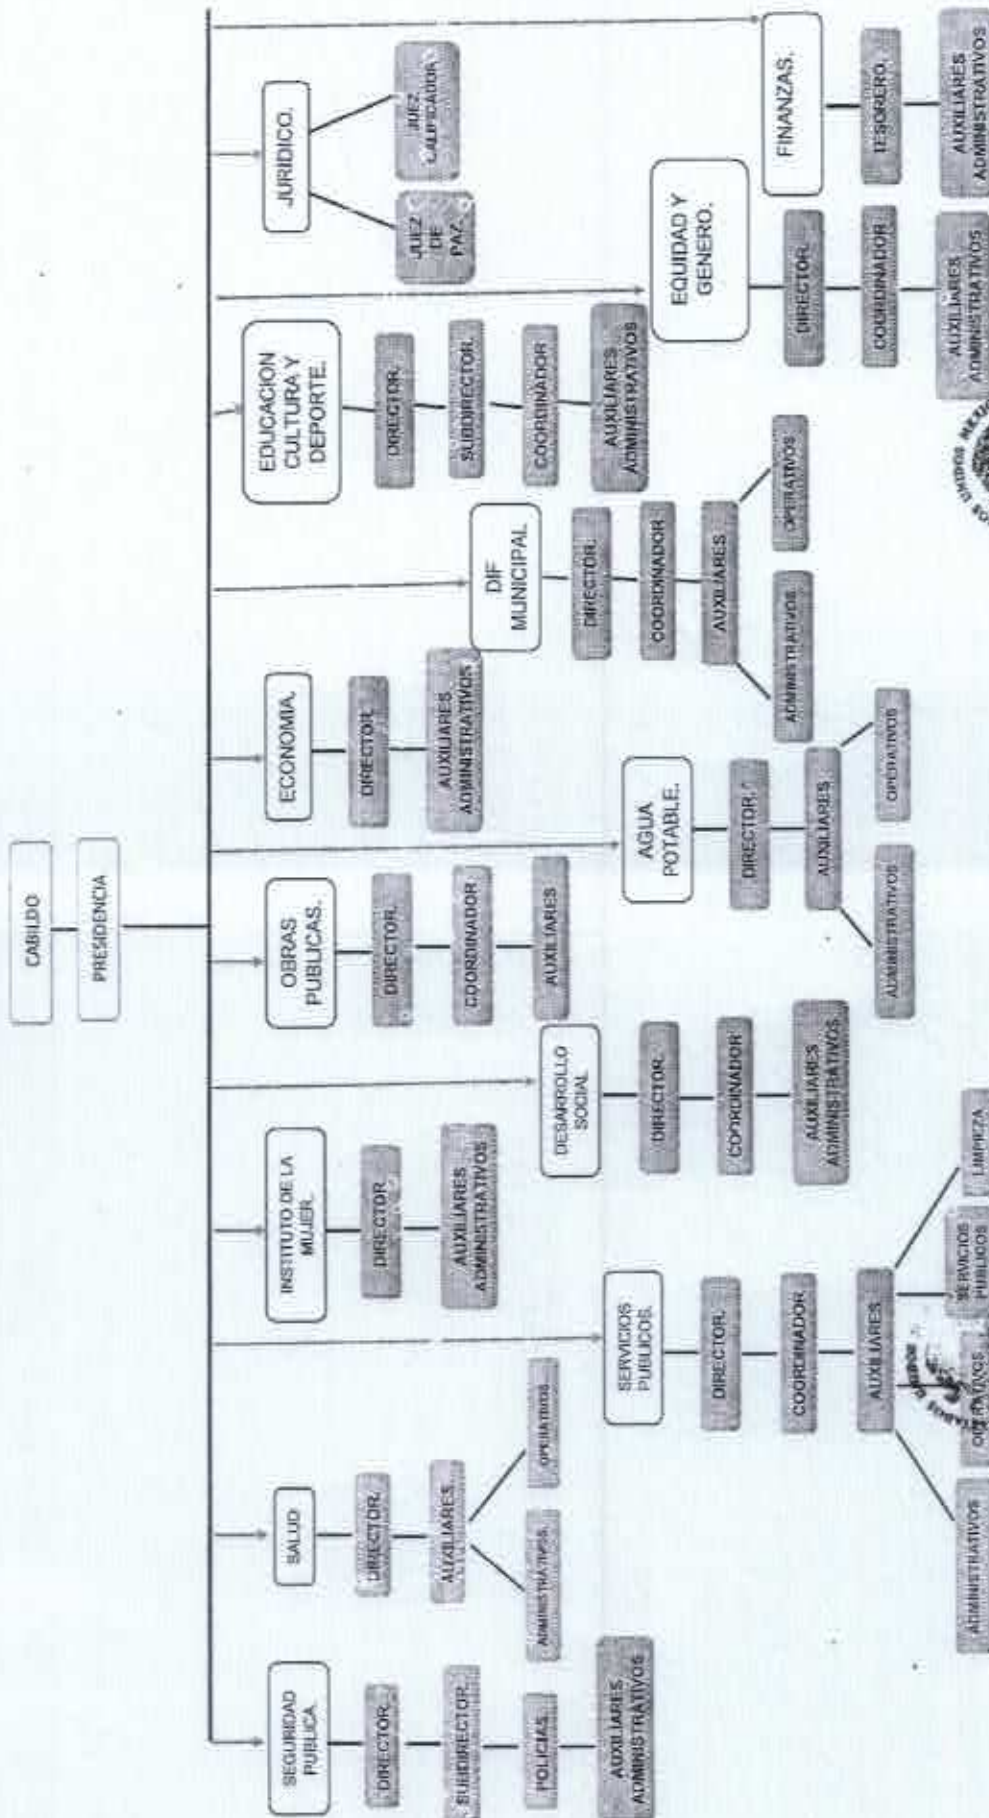 CABILDO
PRESIDENCIA
SEGURIDAD
PUBLICA.
DIRECTOR.
SUBDIRECTOR.
POLICIAS.
AUXILIARES
ADMINISTRATIVOS
SALUD
DIRECTOR.
AUXILIARES.
ADMINISTRATIVOS.
OPERATIVOS
SERVICIOS
PUBLICOS.
DIRECTOR.
COORDINADOR
AUXILIARES.
ADMINISTRATIVOS
OPERATIVOS
SERVICIOS
PUBLICOS
LIMPIEZA
INSTITUTO DE LA
MUJER.
DIRECTOR
AUXILIARES
ADMINISTRATIVOS
DESARROLLO
SOCIAL
DIRECTOR.
COORDINADOR
AUXILIARES
ADMINISTRATIVOS.
OBRAS
PUBLICAS.
DIRECTOR.
COORDINADOR
AUXILIARES
AGUA
POTABLE.
DIRECTOR.
AUXILIARES.
ADMINISTRATIVOS
OPERATIVOS
ECONOMIA.
DIRECTOR.
AUXILIARES
ADMINISTRATIVOS
DIF
MUNICIPAL
DIRECTOR.
COORDINADOR
AUXILIARES
ADMINISTRATIVOS.
OPERATIVOS
EDUCACION
CULTURA Y
DEPORTE.
DIRECTOR.
SUBDIRECTOR.
COORDINADOR
AUXILIARES
ADMINISTRATIVOS
EQUIDAD Y
GENERO.
DIRECTOR.
COORDINADOR
AUXILIARES
ADMINISTRATIVOS
JURIDICO.
JUEZ
DE
PAZ.
JUEZ
CALIFICADOR
FINANZAS.
TESORERO.
AUXILIARES
ADMINISTRATIVOS
UNIDOS